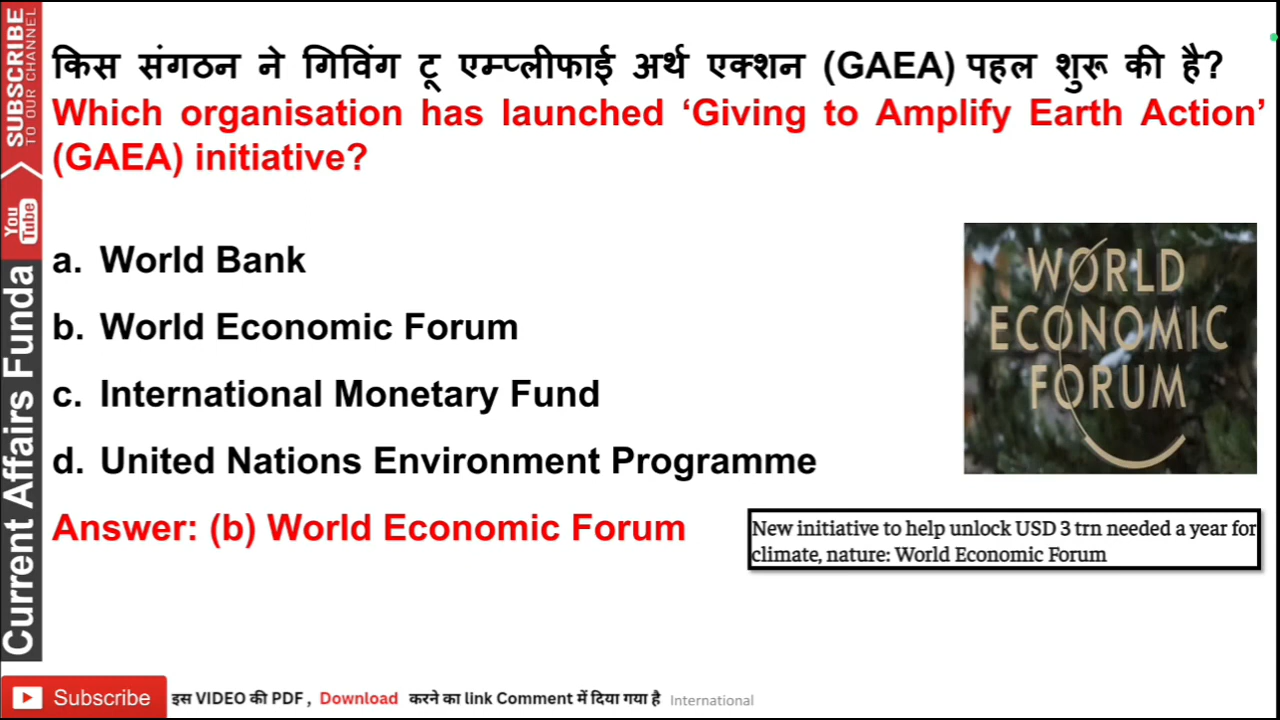 किस संगठन ने गिविंग टू एम्प्लीफाई अर्थ एक्शन (GAEA) पहल शुरू की है?
Which organisation has launched ‘Giving to Amplify Earth Action’
(GAEA) initiative?
a. World Bank
b. World Economic Forum
c. International Monetary Fund
d. United Nations Environment Programme
Answer: (b) World Economic Forum
WORLD
ECONOMIC
FORUM
New initiative to help unlock USD 3 trn needed a year for
climate, nature: World Economic Forum
SUBSCRIBE
TO OUR CHANNEL
You
Tube
Current Affairs Funda
Subscribe
इस VIDEO की PDF , Download करने का link Comment में दिया गया है International